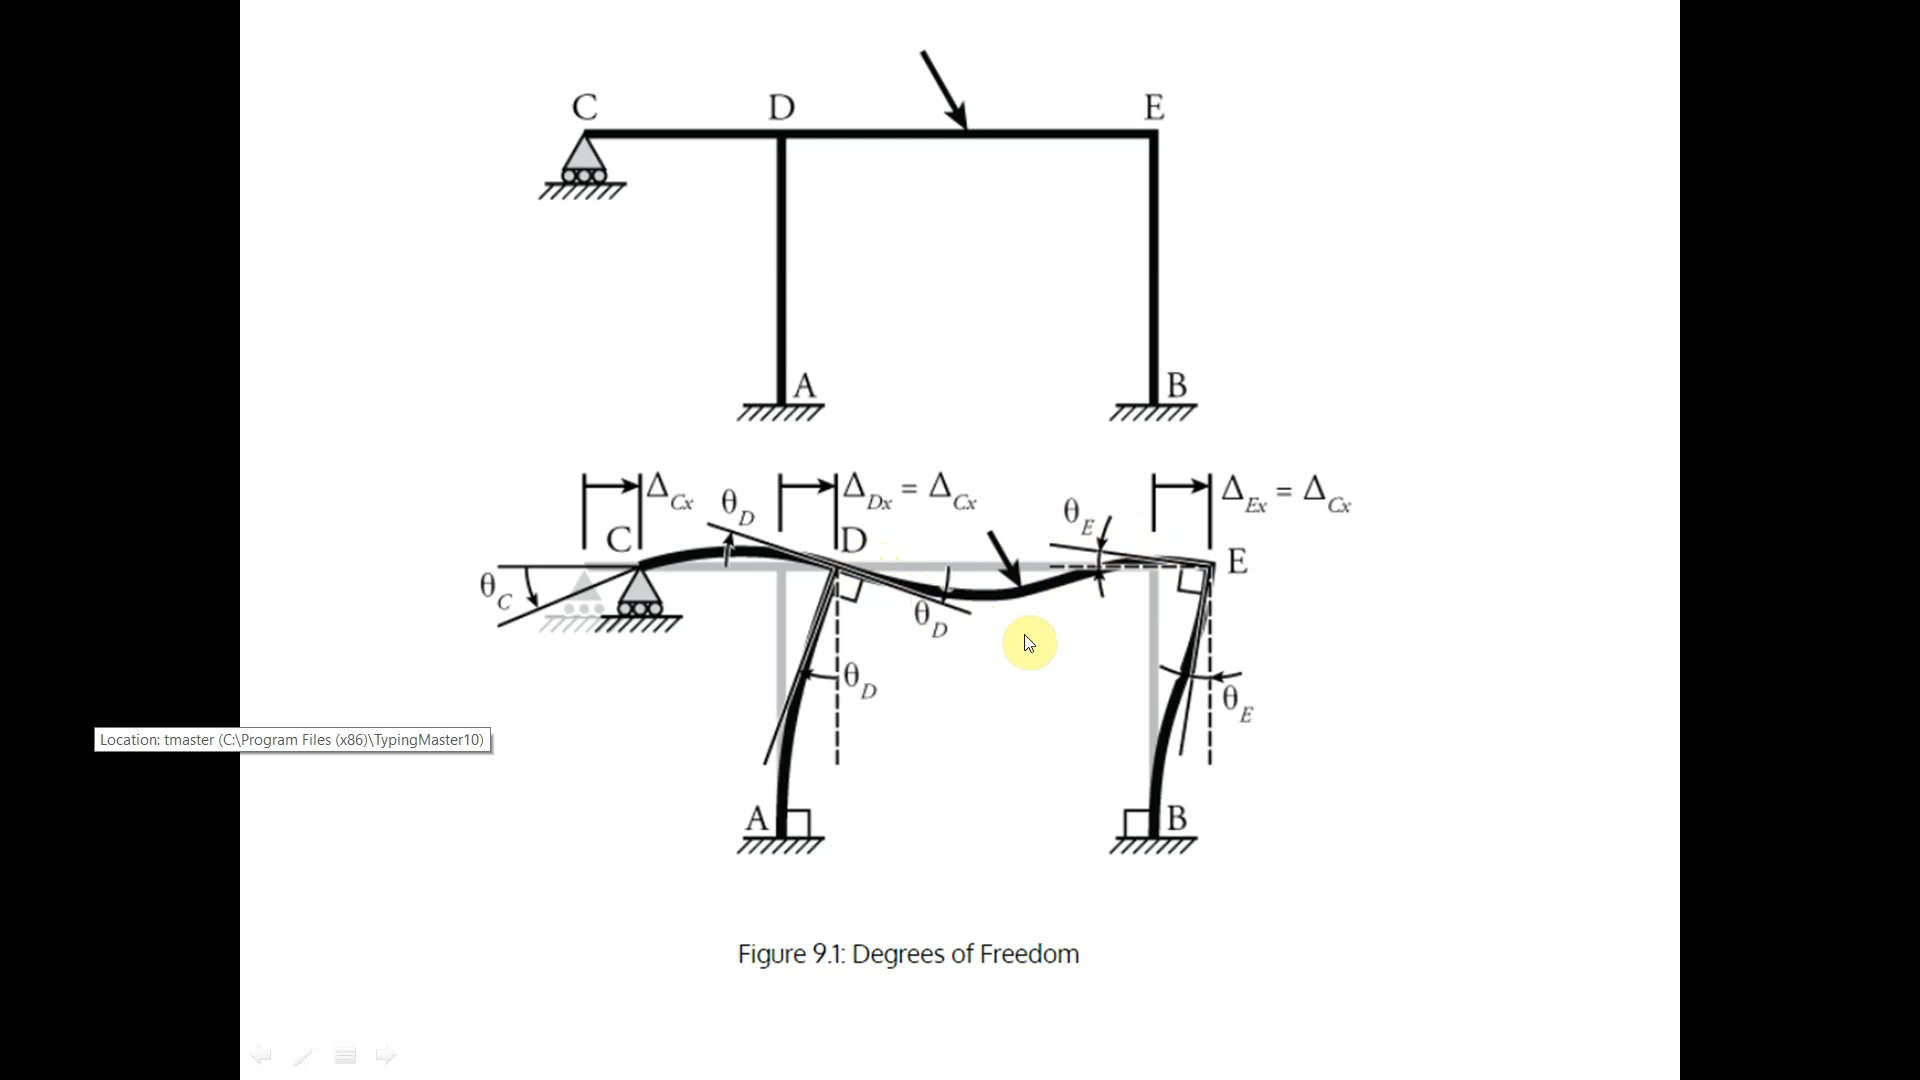 C D E
A B
Δ_Cx Δ_Dx = Δ_Cx Δ_Ex = Δ_Cx
θ_D θ_E
C D E
θ_C
θ_D
θ_D θ_E
Location: tmaster (C:\Program Files (x86)\TypingMaster10)
A B
Figure 9.1: Degrees of Freedom